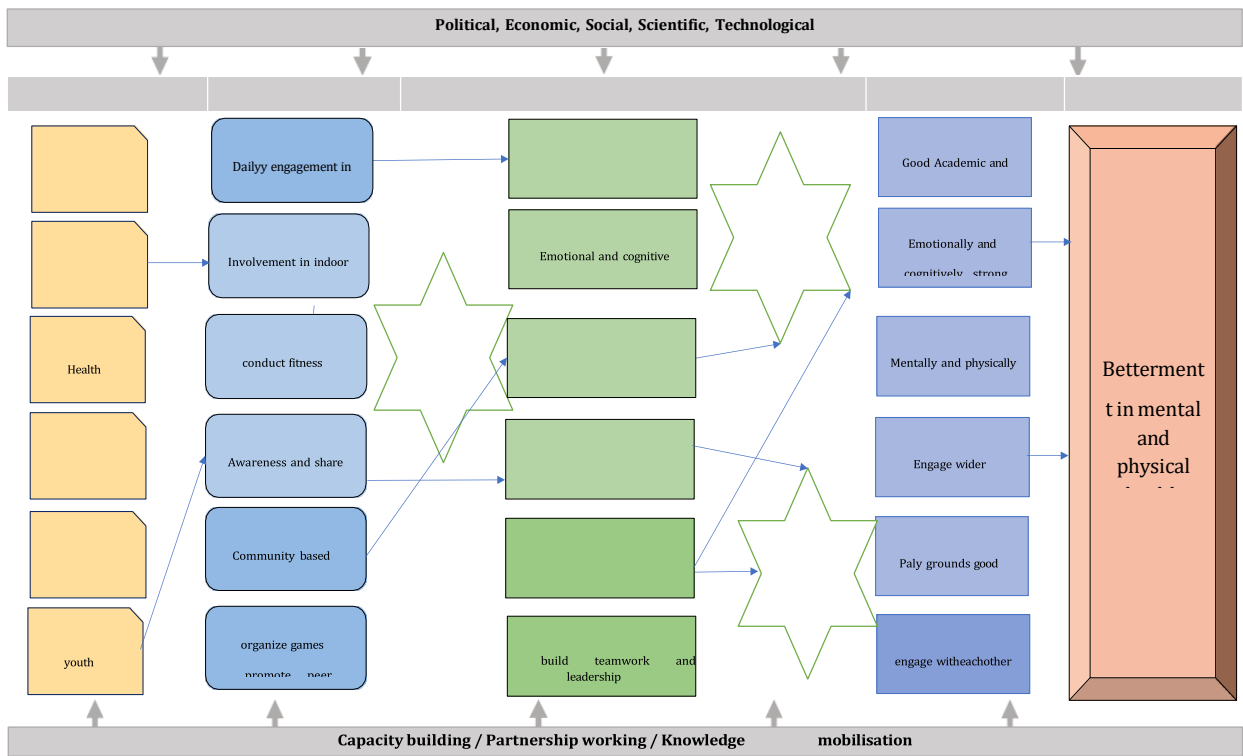 Political, Economic, Social, Scientific, Technological
Dailyy engagement in
Involvement in indoor
Health
conduct fitness
Awareness and share
Community based
youth
organize games
promote peer
Emotional and cognitive
build teamwork and
leadership
Good Academic and
Emotionally and
cognitively strong
Mentally and physically
Engage wider
Paly grounds good
engage witheachother
Betterment
t in mental
and
physical
Capacity building / Partnership working / Knowledge mobilisation